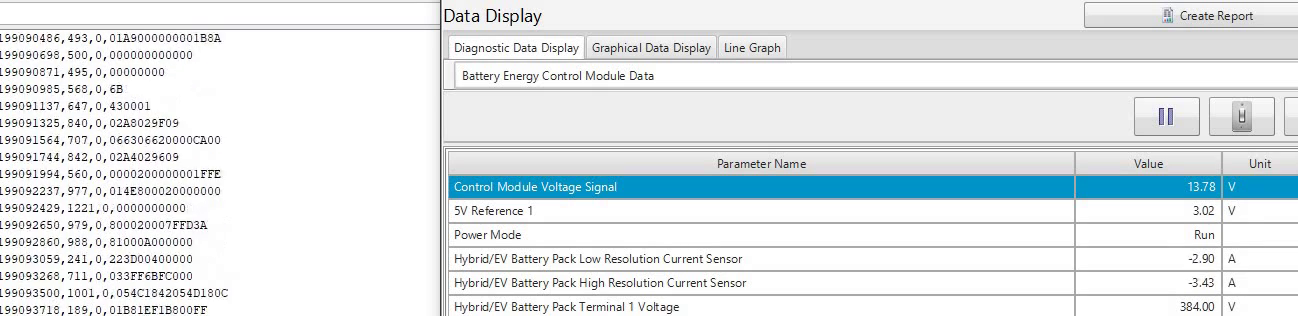 199090486,493,0,01A9000000001B8A
199090698,500,0,000000000000
199090871,495,0,00000000
199090985,568,0,6B
199091137,647,0,430001
199091325,840,0,02A8029F09
199091564,707,0,066306620000CA00
199091744,842,0,02A4029609
199091994,560,0,0000200000001FFE
199092237,977,0,014E800020000000
199092429,1221,0,0000000000
199092650,979,0,800020007FFD3A
199092860,988,0,81000A000000
199093059,241,0,223D00400000
199093268,711,0,033FF6BFC000
199093500,1001,0,054C1842054D180C
199093718,189,0,01B81EF1B800FF
Data Display
Create Report
Diagnostic Data Display Graphical Data Display Line Graph
Battery Energy Control Module Data
Parameter Name Value Unit
Control Module Voltage Signal 13.78 V
5V Reference 1 3.02 V
Power Mode Run
Hybrid/EV Battery Pack Low Resolution Current Sensor -2.90 A
Hybrid/EV Battery Pack High Resolution Current Sensor -3.43 A
Hybrid/EV Battery Pack Terminal 1 Voltage 384.00 V